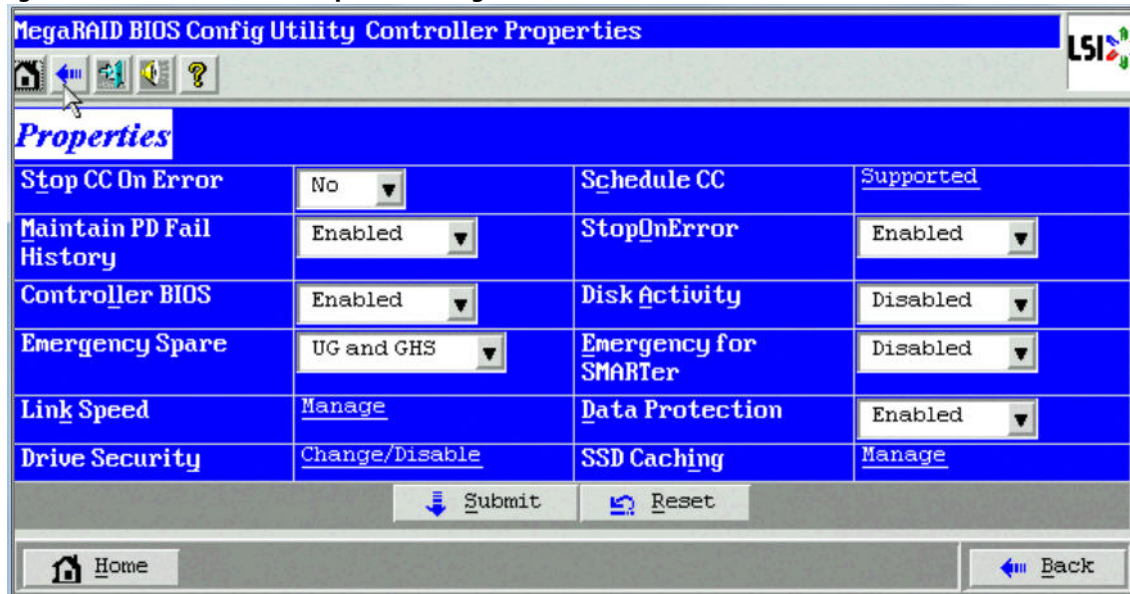 MegaRAID BIOS Config Utility Controller Properties
LSI
Properties
Stop CC On Error No Schedule CC Supported
Maintain PD Fail History Enabled StopOnError Enabled
Controller BIOS Enabled Disk Activity Disabled
Emergency Spare UG and GHS Emergency for SMARTer Disabled
Link Speed Manage Data Protection Enabled
Drive Security Change/Disable SSD Caching Manage
Submit Reset
Home Back